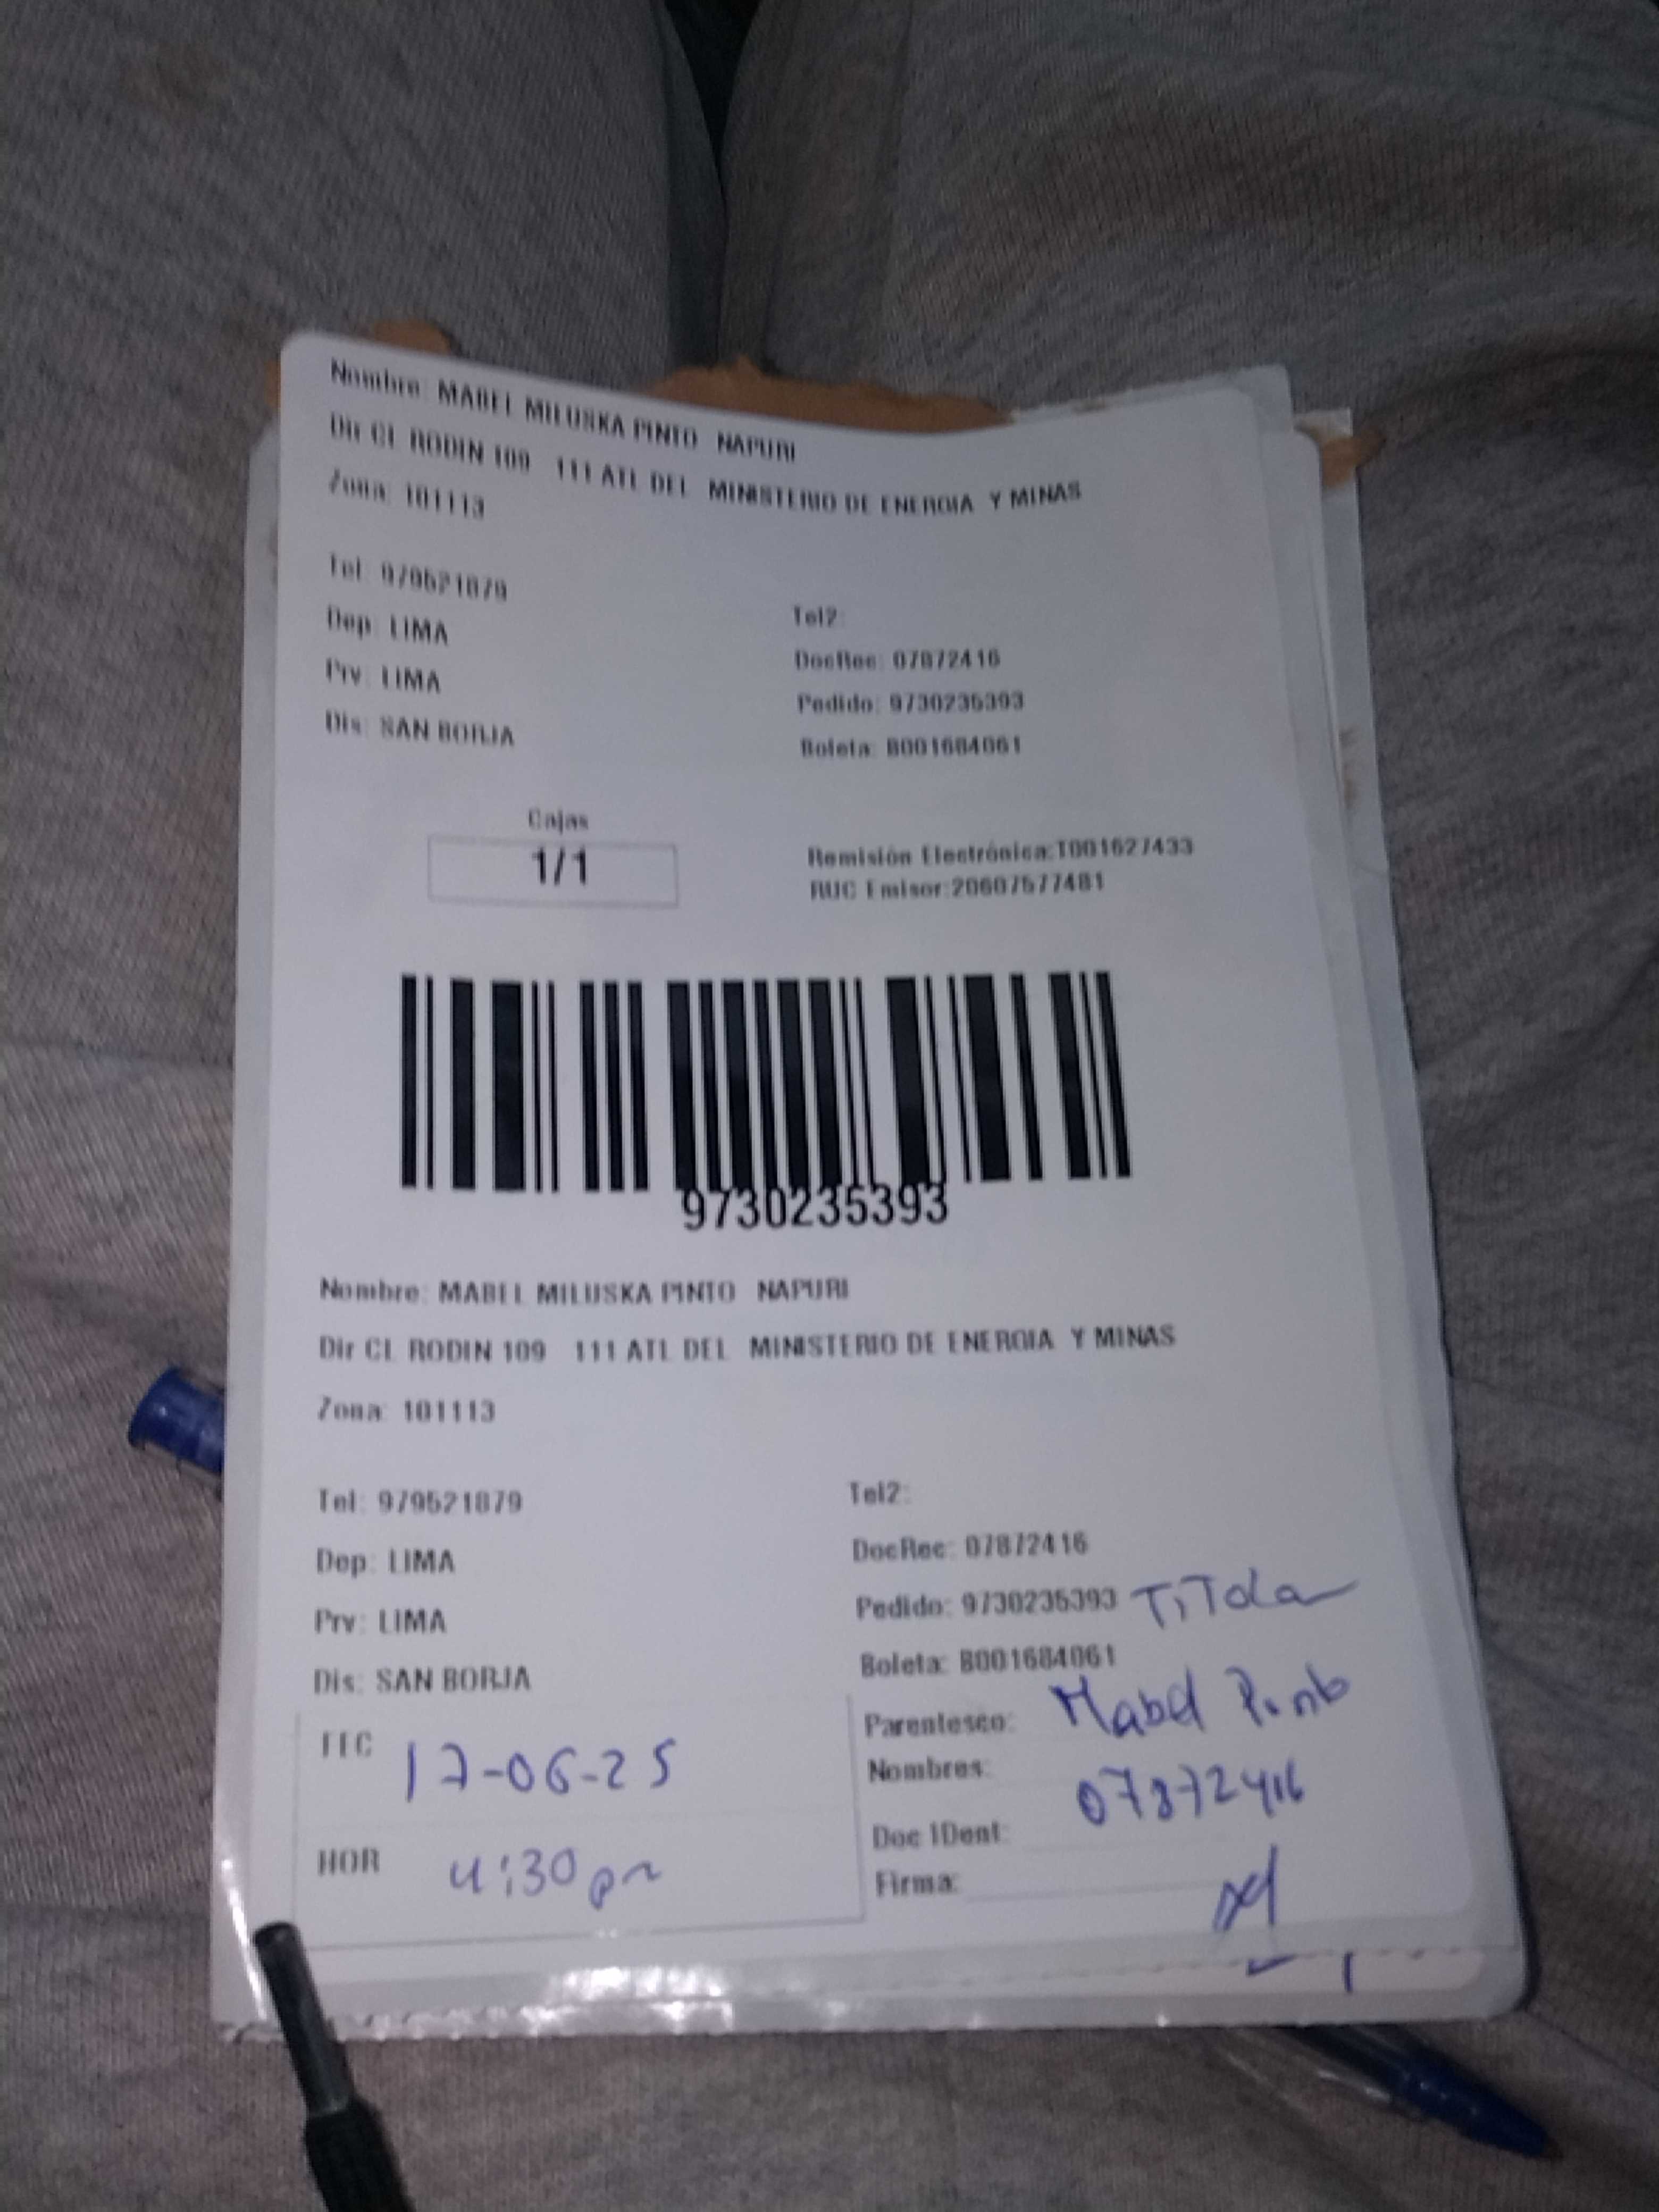 Nombre: MABEL MILUSKA PINTO NAPURI
Dir CL RODIN 109 111 ATL DEL MINISTERIO DE ENERGIA Y MINAS
Zona: 101113
Tel: 979521879
Tel2:
Dep: LIMA
DocRec: 07872416
Prv: LIMA
Pedido: 9730235393
Dis: SAN BORJA
Boleta: B001684061
Cajas
1/1
Remisión Electrónica:T001627433
RUC Emisor:20607577481
9730235393
Nombre: MABEL MILUSKA PINTO NAPURI
Dir CL RODIN 109 111 ATL DEL MINISTERIO DE ENERGIA Y MINAS
Zona: 101113
Tel: 979521879
Tel2:
Dep: LIMA
DocRec: 07872416
Prv: LIMA
Pedido: 9730235393 TiTola
Dis: SAN BORJA
Boleta: B001684061
FEC 17-06-25
Parentesco: Mabel Pinto
Nombres:
07872416
HOR 4:30 pm
Doc IDent:
Firma: